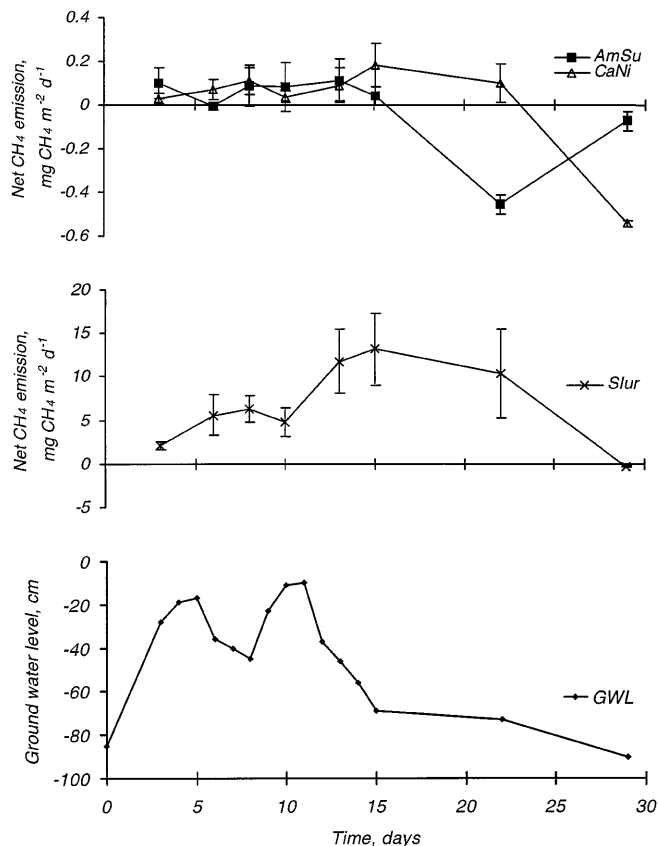 0.4
0.2
0
-0.2
-0.4
-0.6
Net CH4 emission,
mg CH4 m-2 d-1
AmSu
CaNi
20
15
10
5
0
-5
Net CH4 emission,
mg CH4 m-2 d-1
Slur
0
-20
-40
-60
-80
-100
Ground water level, cm
GWL
0 5 10 15 20 25 30
Time, days